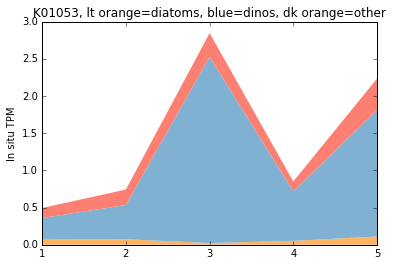 K01053, lt orange=diatoms, blue=dinos, dk orange=other
3.0
2.5
2.0
1.5
1.0
0.5
0.0
In situ TPM
1 2 3 4 5